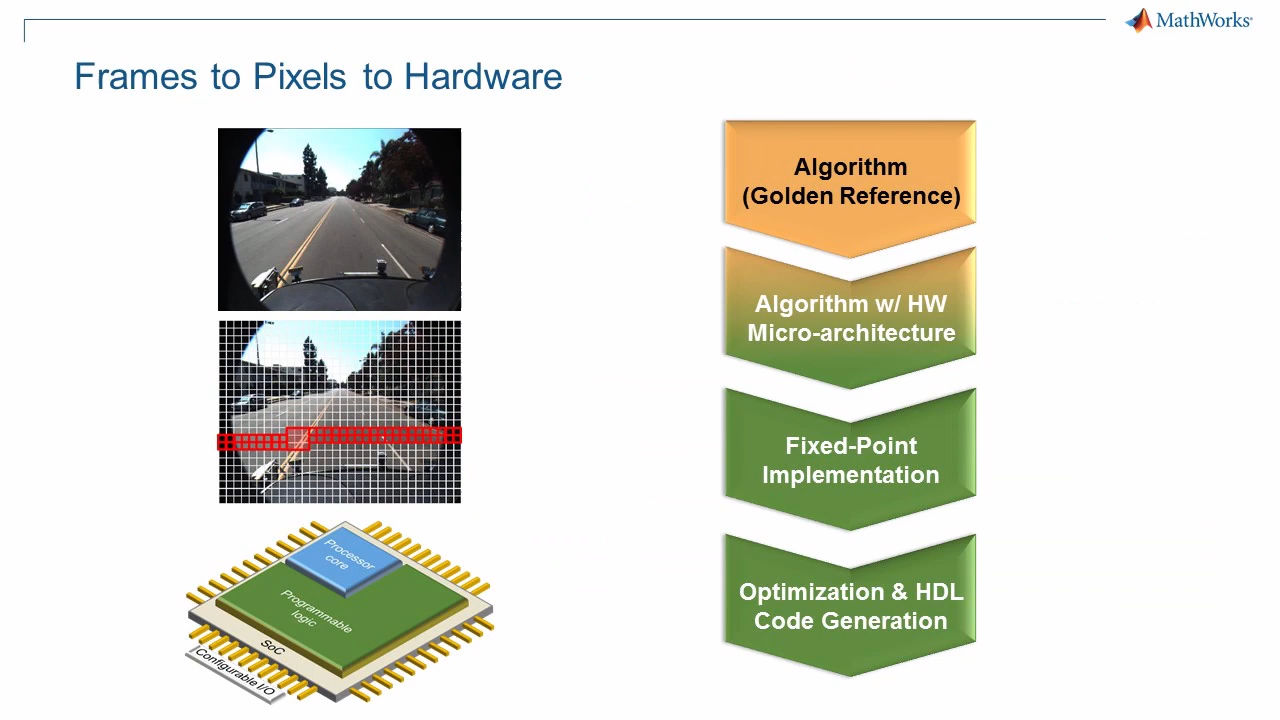 MathWorks®
Frames to Pixels to Hardware
Algorithm
(Golden Reference)
Algorithm w/ HW
Micro-architecture
Fixed-Point
Implementation
Optimization & HDL
Code Generation
Processor
core
Programmable
logic
SoC
Configurable I/O